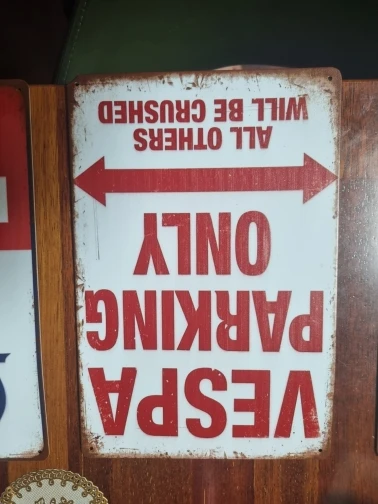 VESPA
PARKING
ONLY
ALL OTHERS
WILL BE CRUSHED